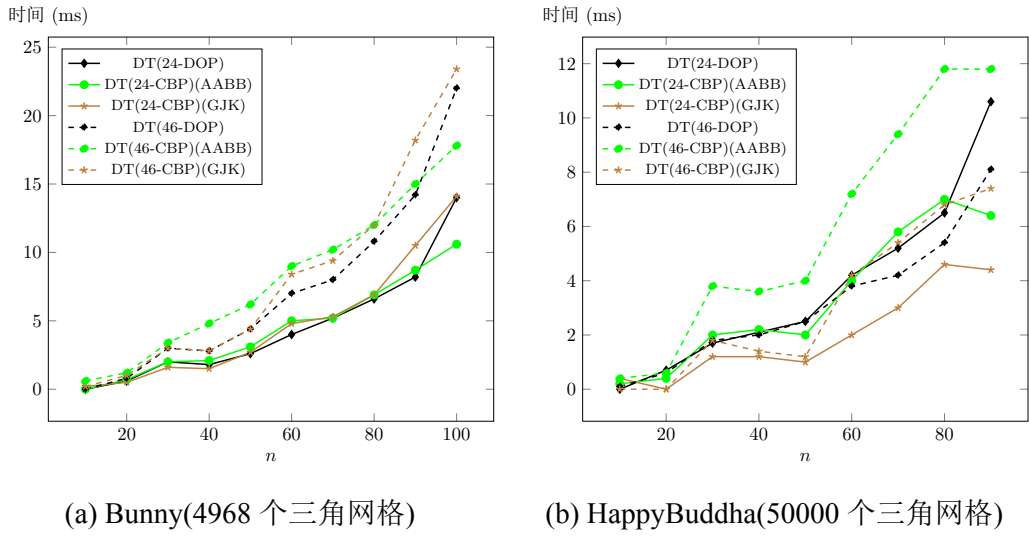 时间 (ms)
25
20
15
10
5
0
DT(24-DOP)
DT(24-CBP)(AABB)
DT(24-CBP)(GJK)
DT(46-DOP)
DT(46-CBP)(AABB)
DT(46-CBP)(GJK)
20 40 60 80 100
n
(a) Bunny(4968 个三角网格)
时间 (ms)
12
10
8
6
4
2
0
DT(24-DOP)
DT(24-CBP)(AABB)
DT(24-CBP)(GJK)
DT(46-DOP)
DT(46-CBP)(AABB)
DT(46-CBP)(GJK)
20 40 60 80
n
(b) HappyBuddha(50000 个三角网格)